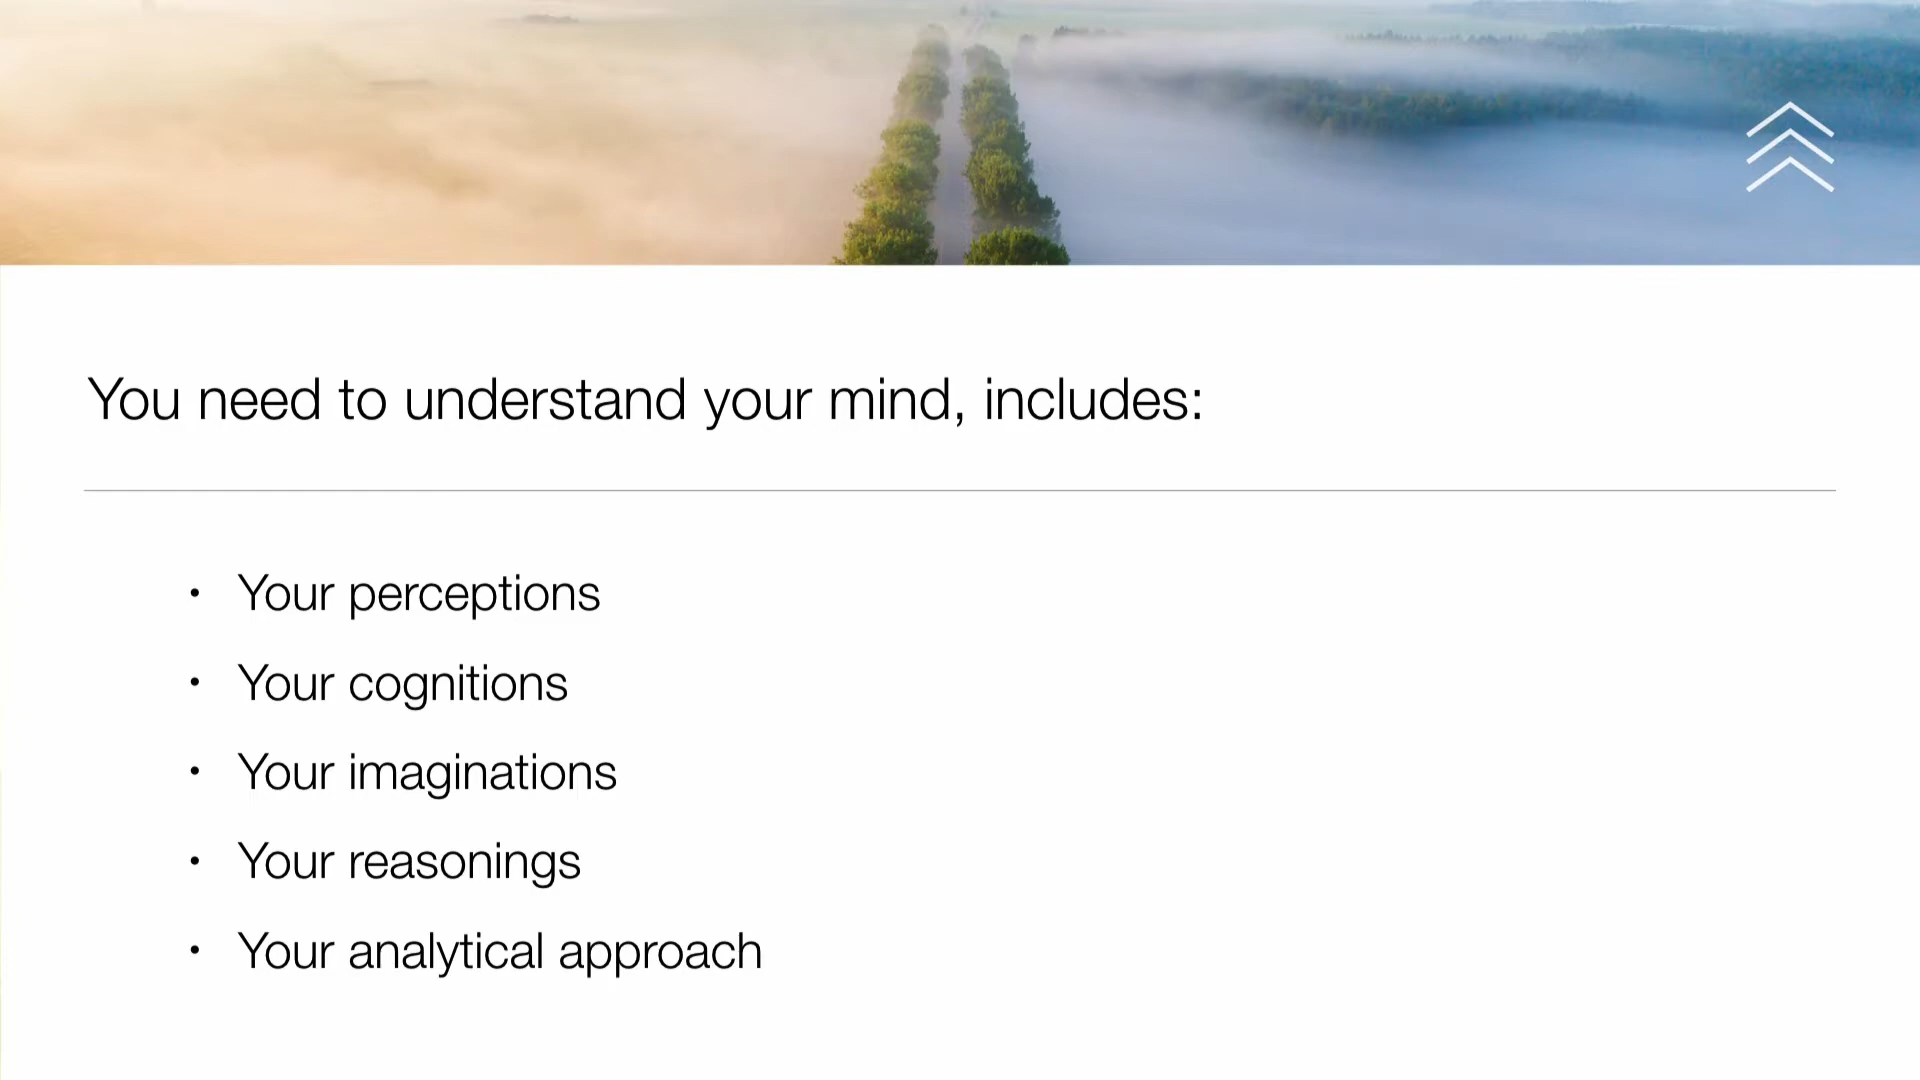 You need to understand your mind, includes:
• Your perceptions
• Your cognitions
• Your imaginations
• Your reasonings
• Your analytical approach